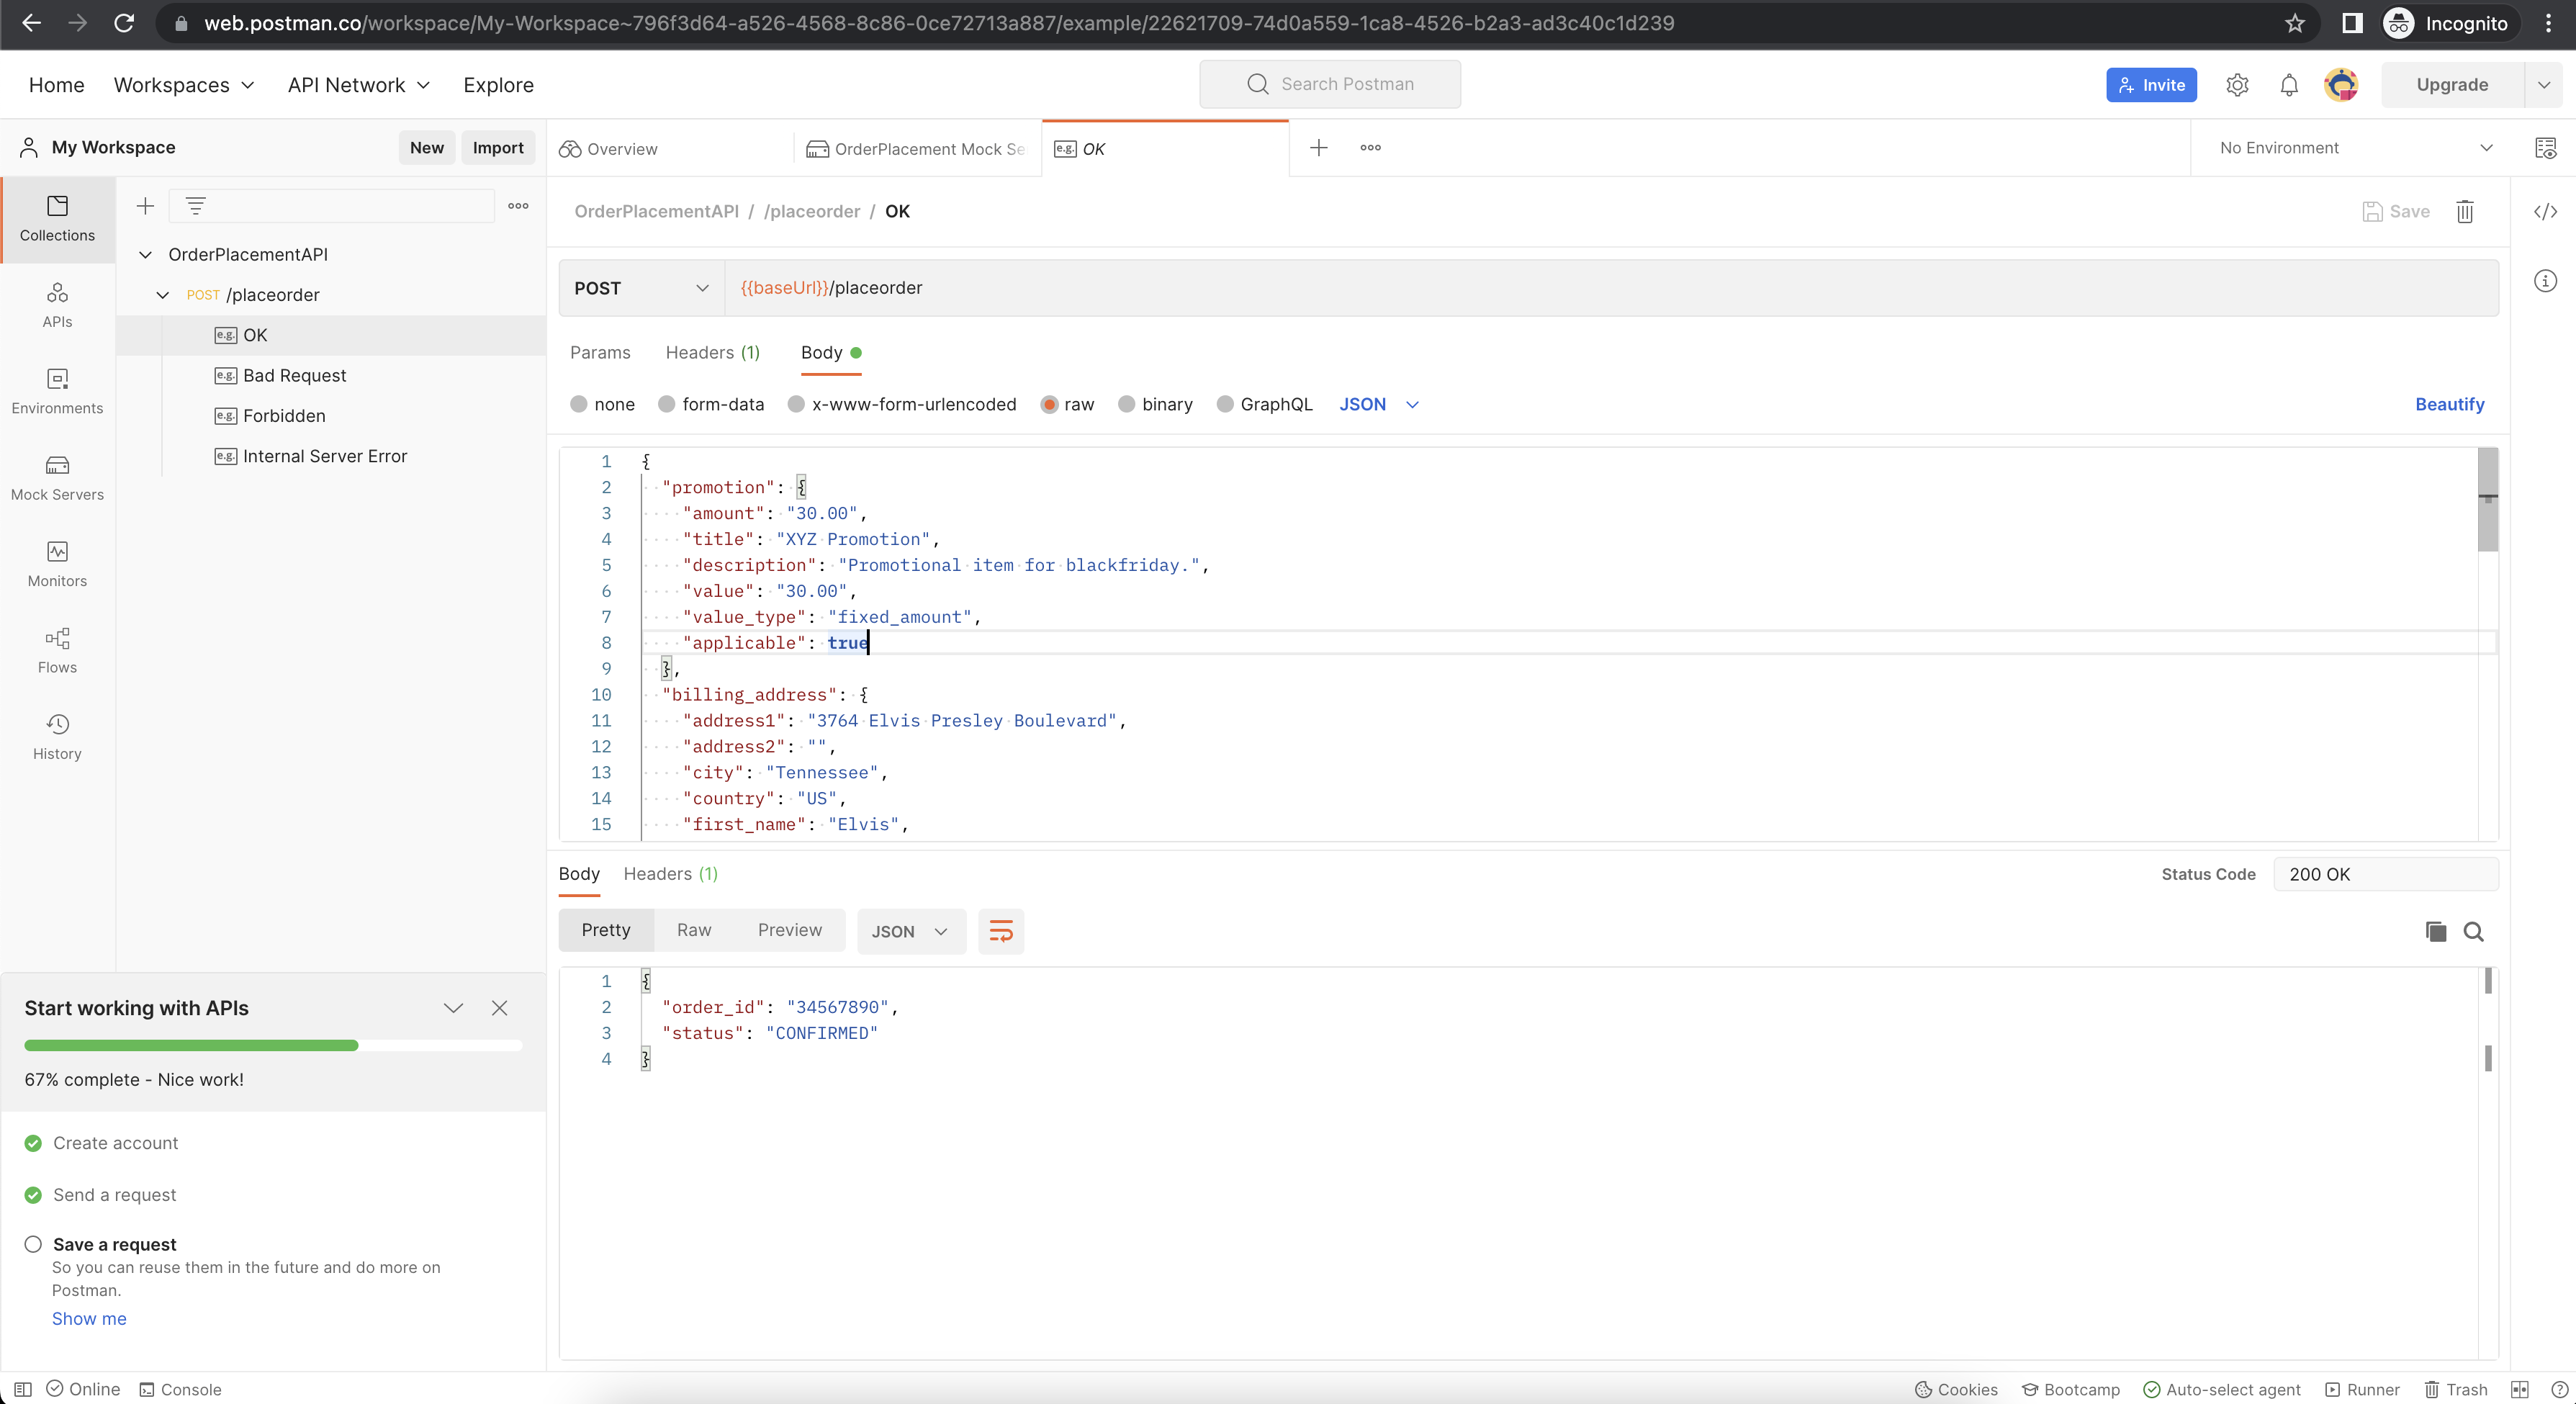 web.postman.co/workspace/My-Workspace~796f3d64-a526-4568-8c86-0ce72713a887/example/22621709-74d0a559-1ca8-4526-b2a3-ad3c40c1d239
Incognito
Home Workspaces API Network Explore
Search Postman
Invite
Upgrade
My Workspace
New
Import
Overview
OrderPlacement Mock Se
e.g. OK
No Environment
Collections
APIs
Environments
Mock Servers
Monitors
Flows
History
OrderPlacementAPI
POST /placeorder
e.g. OK
e.g. Bad Request
e.g. Forbidden
e.g. Internal Server Error
OrderPlacementAPI / /placeorder / OK
Save
POST
{{baseUrl}}/placeorder
Params Headers (1) Body
none form-data x-www-form-urlencoded raw binary GraphQL JSON
Beautify
1 {
2 "promotion": {
3 "amount": "30.00",
4 "title": "XYZ Promotion",
5 "description": "Promotional item for blackfriday.",
6 "value": "30.00",
7 "value_type": "fixed_amount",
8 "applicable": true
9 },
10 "billing_address": {
11 "address1": "3764 Elvis Presley Boulevard",
12 "address2": "",
13 "city": "Tennessee",
14 "country": "US",
15 "first_name": "Elvis",
Body Headers (1)
Status Code 200 OK
Pretty Raw Preview JSON
1 {
2 "order_id": "34567890",
3 "status": "CONFIRMED"
4 }
Start working with APIs
67% complete - Nice work!
Create account
Send a request
Save a request
So you can reuse them in the future and do more on
Postman.
Show me
Online Console
Cookies Bootcamp Auto-select agent Runner Trash